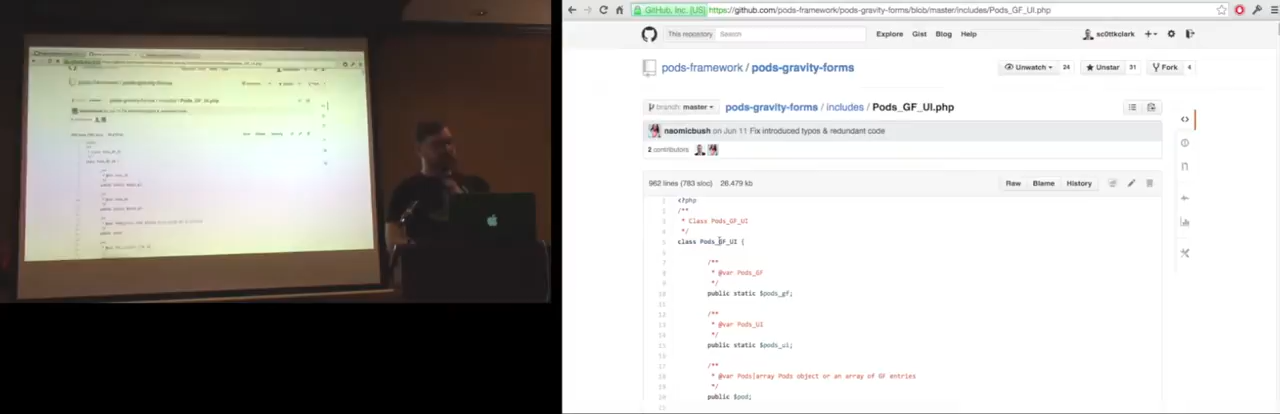 GitHub, Inc. [US] https://github.com/pods-framework/pods-gravity-forms/blob/master/includes/Pods_GF_UI.php
This repository Search Explore Gist Blog Help sc0ttkclark
pods-framework / pods-gravity-forms
Unwatch 24 Unstar 31 Fork 4
branch: master pods-gravity-forms / includes / Pods_GF_UI.php
naomicbush on Jun 11 Fix introduced typos & redundant code
2 contributors
962 lines (783 sloc) 26.479 kb
Raw Blame History
1 <?php
2 /**
3 * Class Pods_GF_UI
4 */
5 class Pods_GF_UI {
6
7 /**
8 * @var Pods_GF
9 */
10 public static $pods_gf;
11
12 /**
13 * @var Pods_UI
14 */
15 public static $pods_ui;
16
17 /**
18 * @var Pods|array Pods object or an array of GF entries
19 */
20 public $pod;
21